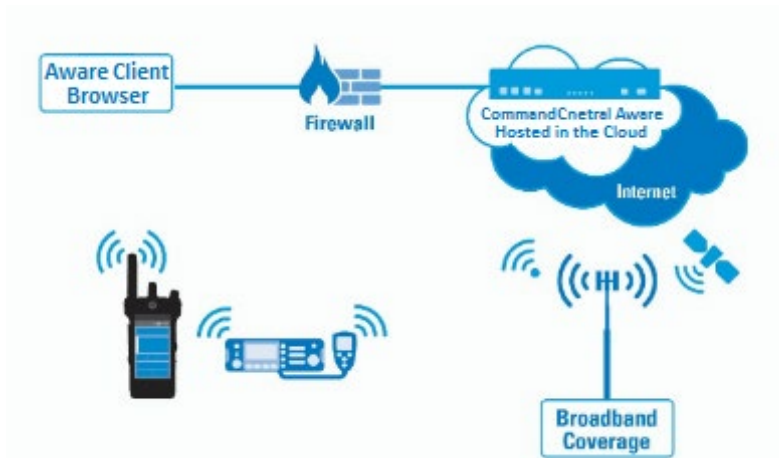 Aware Client
Browser
Firewall
CommandCnetral Aware
Hosted in the Cloud
Internet
Broadband
Coverage